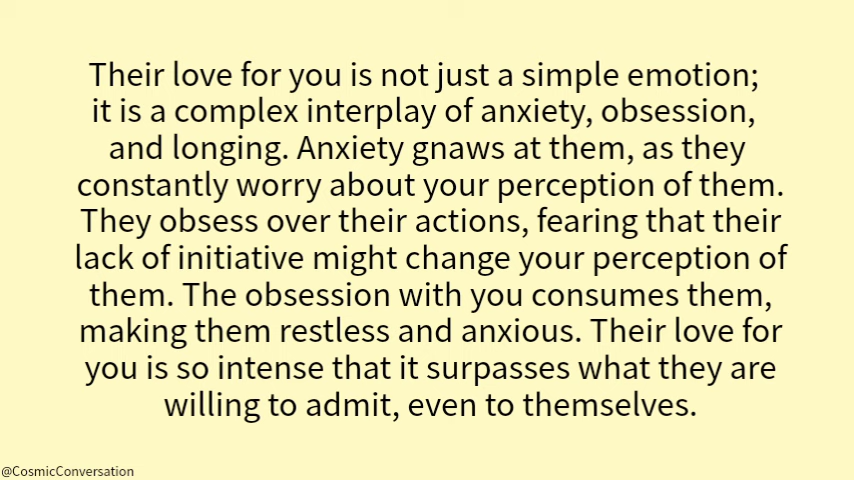 Their love for you is not just a simple emotion;
it is a complex interplay of anxiety, obsession,
and longing. Anxiety gnaws at them, as they
constantly worry about your perception of them.
They obsess over their actions, fearing that their
lack of initiative might change your perception of
them. The obsession with you consumes them,
making them restless and anxious. Their love for
you is so intense that it surpasses what they are
willing to admit, even to themselves.
@CosmicConversation